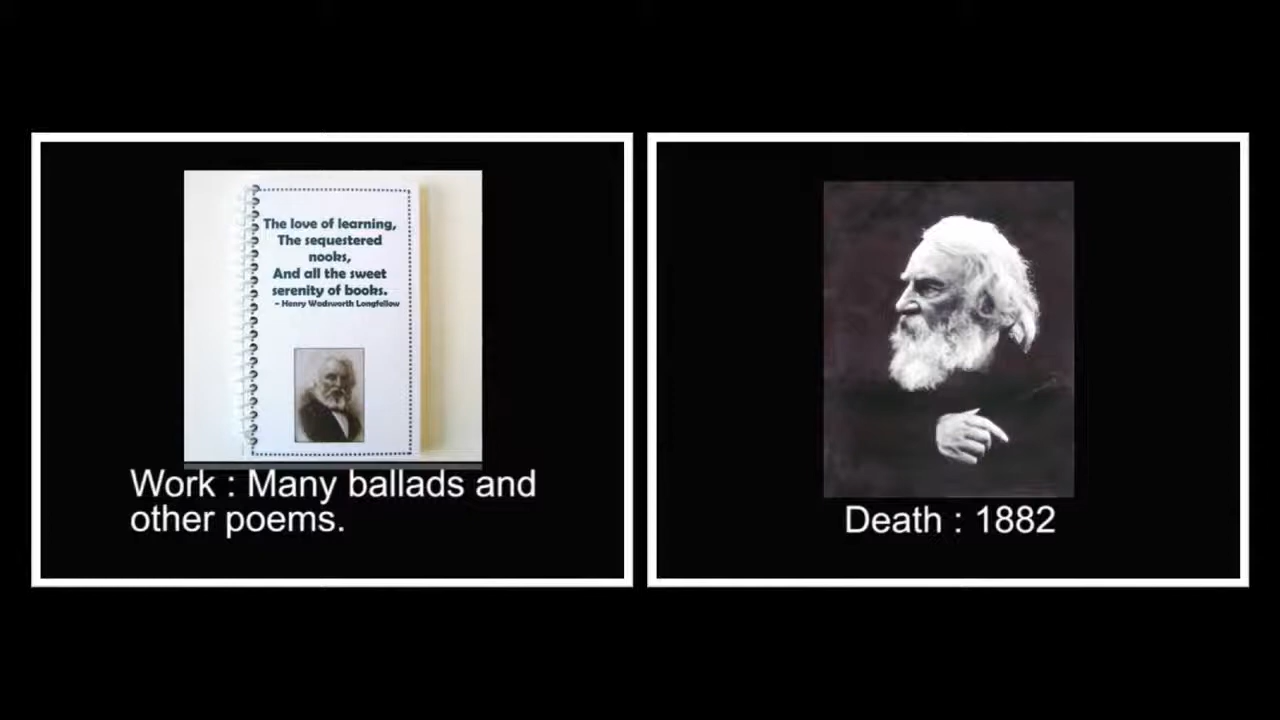 The love of learning,
The sequestered
nooks,
And all the sweet
serenity of books.
~ Henry Wadsworth Longfellow
Work : Many ballads and
other poems.
Death : 1882